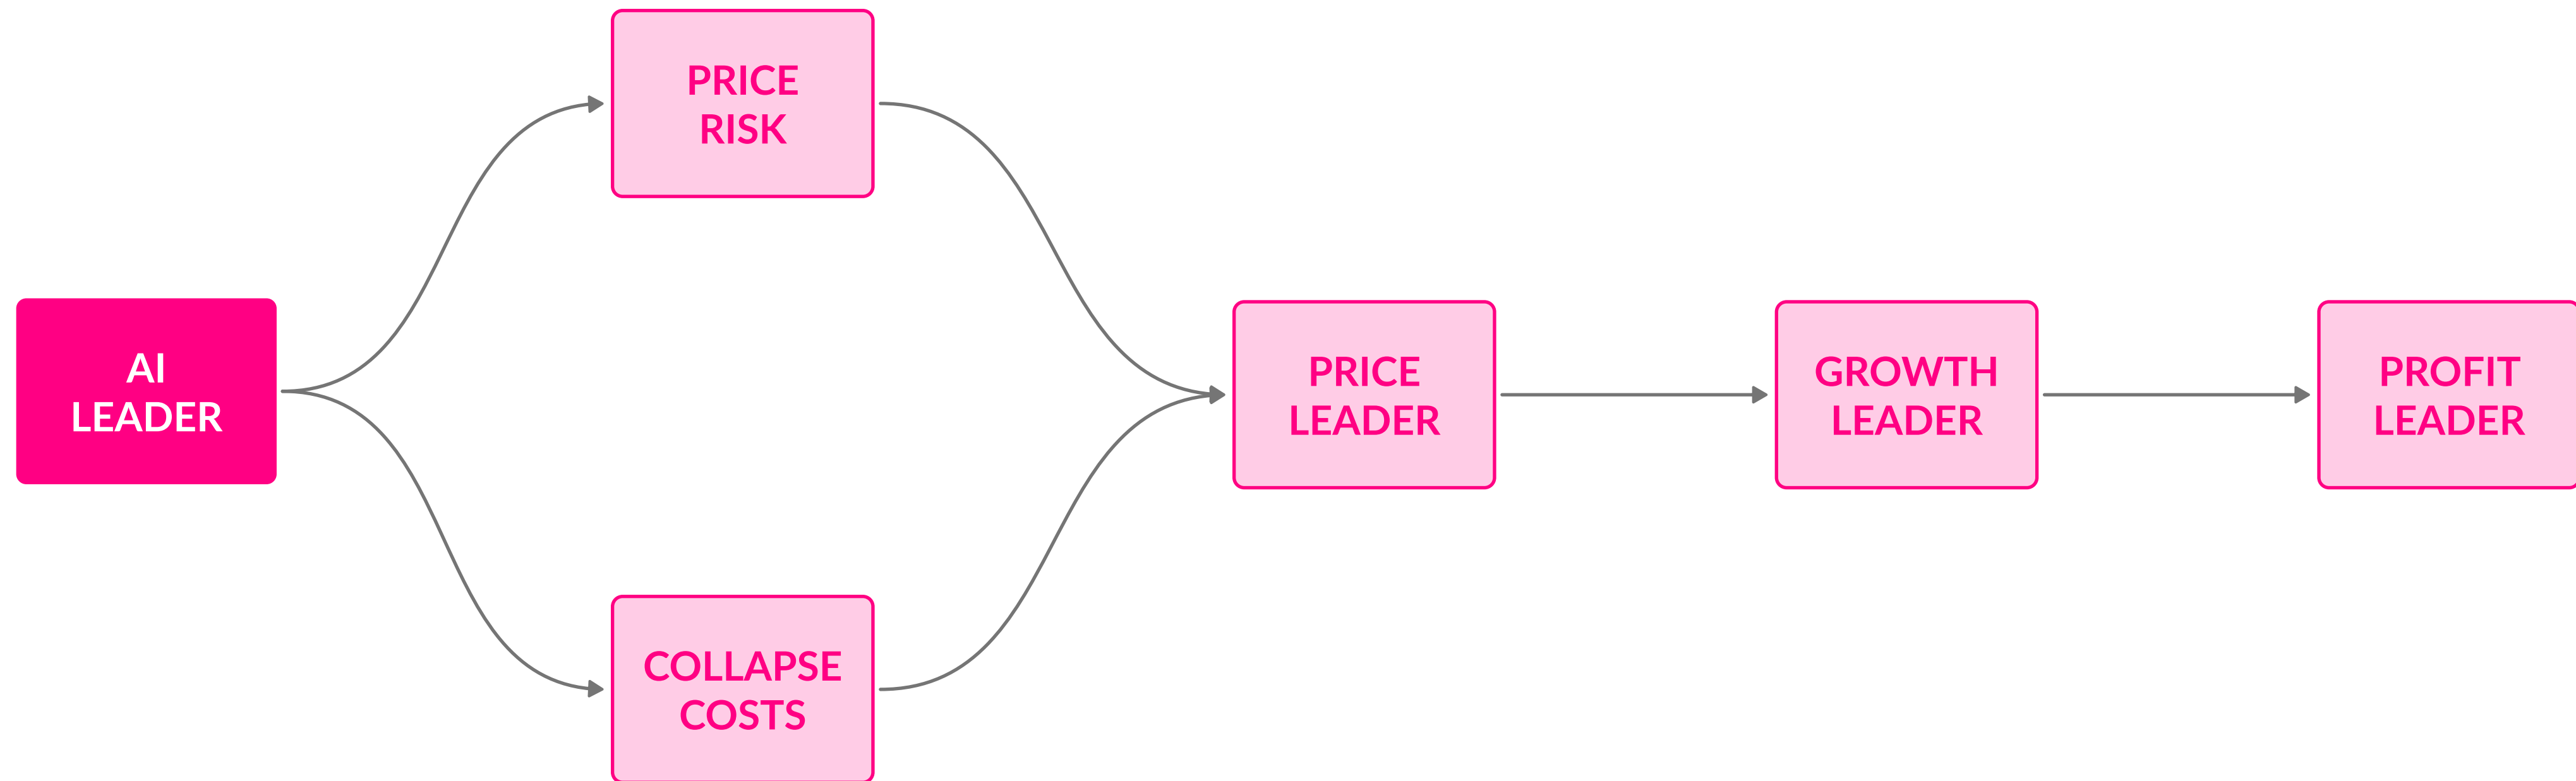 AI
LEADER
PRICE
RISK
COLLAPSE
COSTS
PRICE
LEADER
GROWTH
LEADER
PROFIT
LEADER